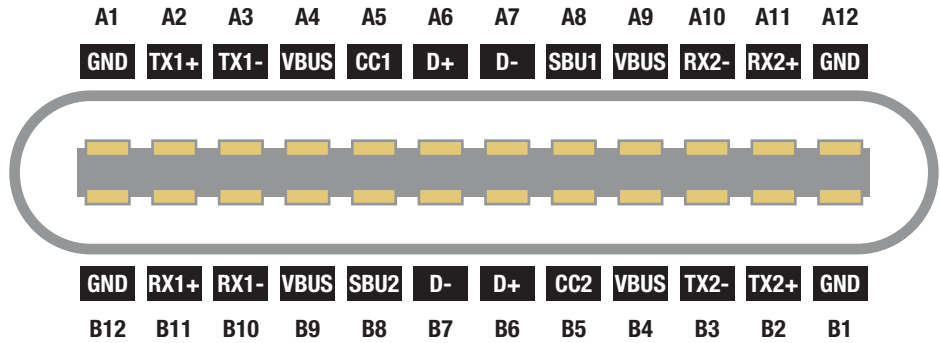 A1 A2 A3 A4 A5 A6 A7 A8 A9 A10 A11 A12
GND TX1+ TX1- VBUS CC1 D+ D- SBU1 VBUS RX2- RX2+ GND
GND RX1+ RX1- VBUS SBU2 D- D+ CC2 VBUS TX2- TX2+ GND
B12 B11 B10 B9 B8 B7 B6 B5 B4 B3 B2 B1